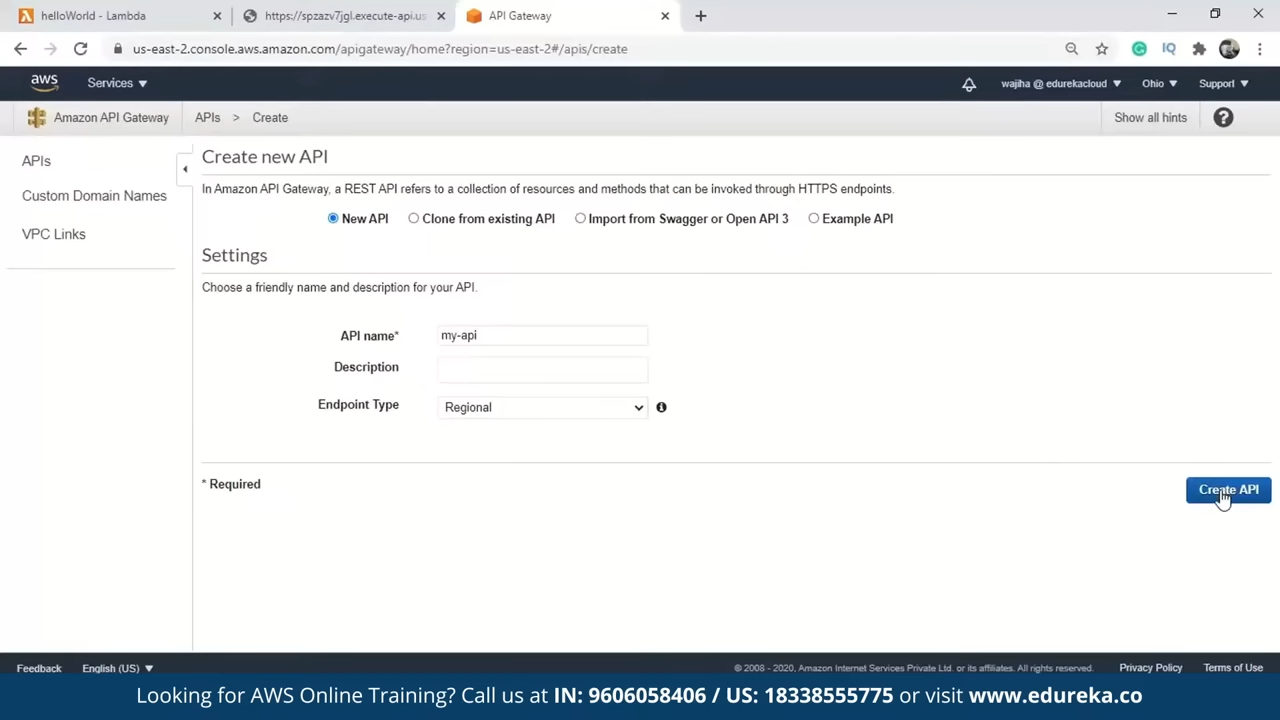 heloWorld - Lambda
https://spzazv7jgl.execute-api.us
API Gateway
us-east-2.console.aws.amazon.com/apigateway/home?region=us-east-2#/apis/create
aws
Services
wajiha @ edurekacloud
Ohio
Support
Amazon API Gateway
APIs > Create
Show all hints
APIs
Custom Domain Names
VPC Links
Create new API
In Amazon API Gateway, a REST API refers to a collection of resources and methods that can be invoked through HTTPS endpoints.
New API Clone from existing API Import from Swagger or Open API 3 Example API
Settings
Choose a friendly name and description for your API.
API name* my-api
Description
Endpoint Type Regional
* Required
Create API
Feedback English (US)
© 2008 - 2020, Amazon Internet Services Private Ltd. or its affiliates. All rights reserved. Privacy Policy Terms of Use
Looking for AWS Online Training? Call us at IN: 9606058406 / US: 18338555775 or visit www.edureka.co